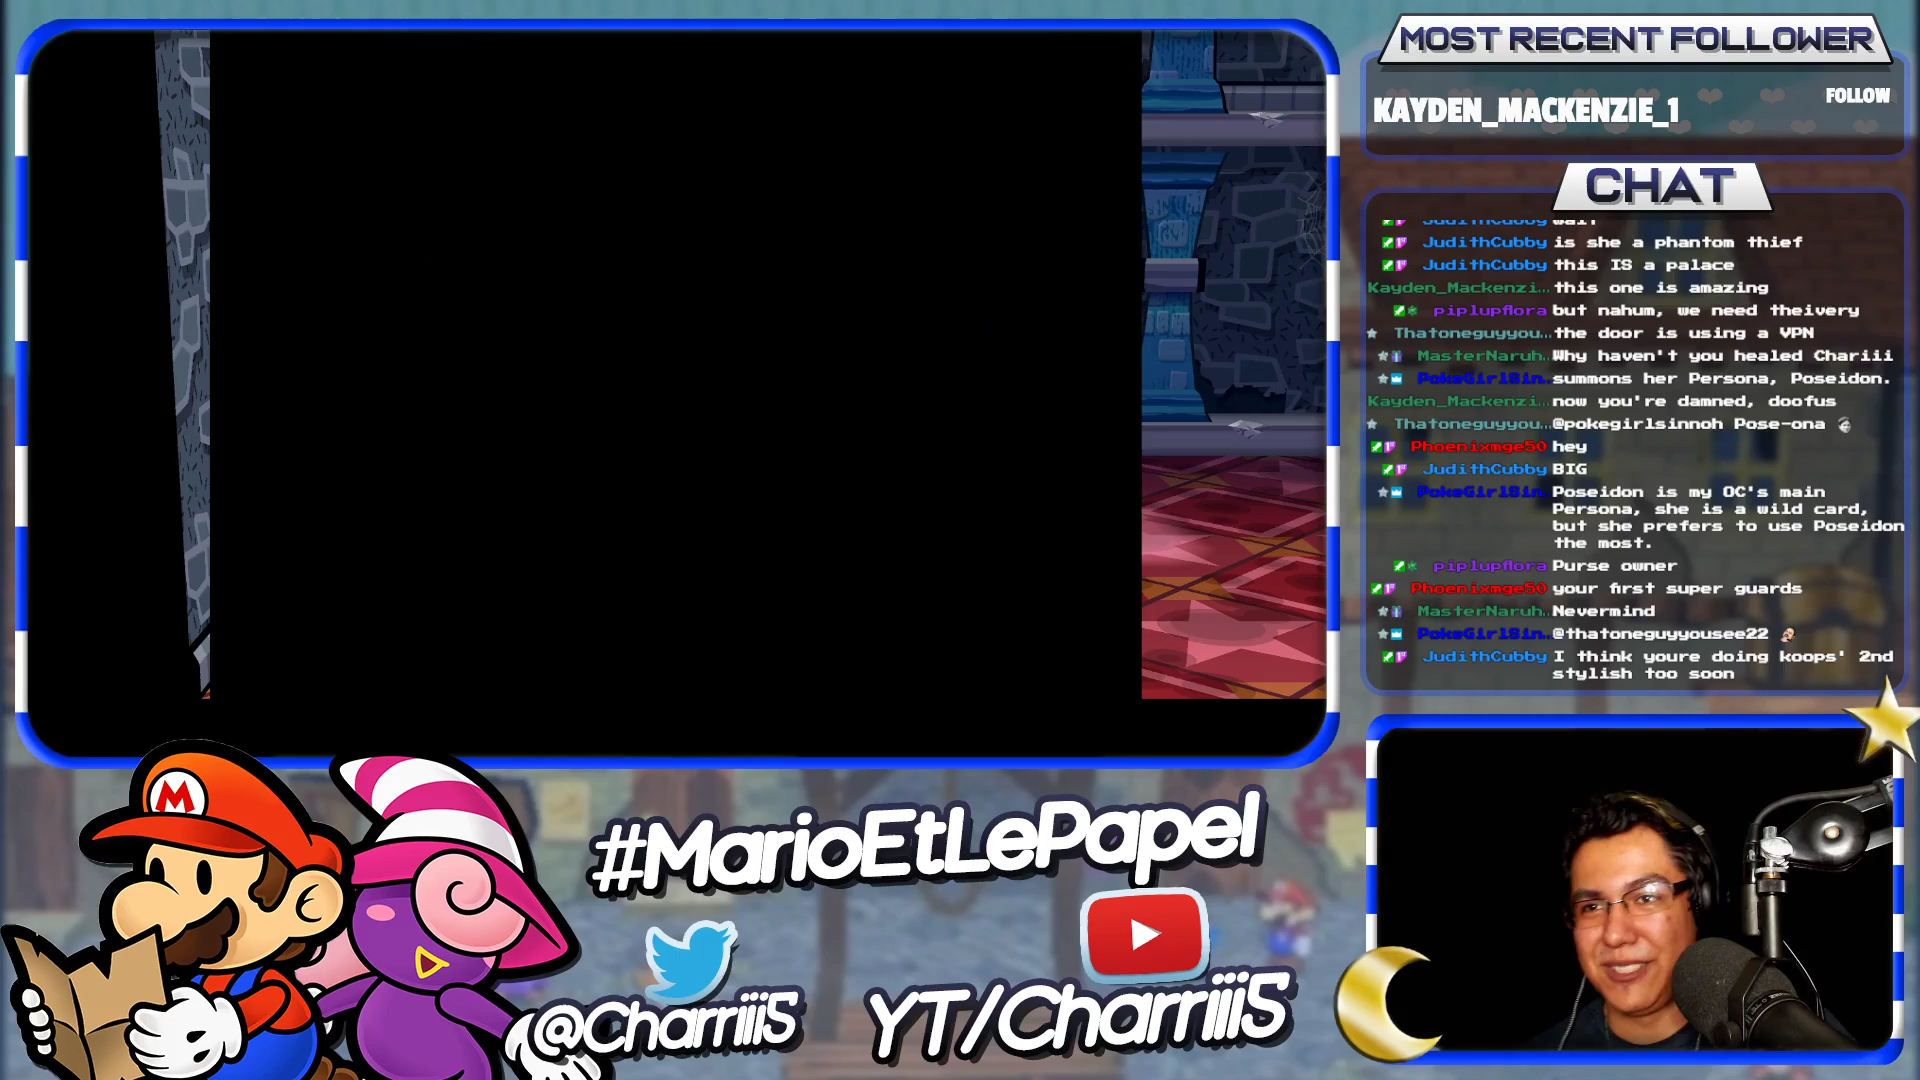 MOST RECENT FOLLOWER
KAYDEN_MACKENZIE_1
FOLLOW
CHAT
JudithCubby wait
JudithCubby is she a phantom thief
JudithCubby this IS a palace
Kayden_Mackenzi... this one is amazing
piplupflora but nahum, we need theivery
Thatoneguyyou... the door is using a VPN
MasterNaruh... Why haven't you healed Chariii
PokeGirlSin... summons her Persona, Poseidon.
Kayden_Mackenzi... now you're damned, doofus
Thatoneguyyou... @pokegirlsinnoh Pose-ona
Phoenixmge50 hey
JudithCubby BIG
PokeGirlSin... Poseidon is my OC's main
Persona, she is a wild card,
but she prefers to use Poseidon
the most.
piplupflora Purse owner
Phoenixmge50 your first super guards
MasterNaruh... Nevermind
PokeGirlSin... @thatoneguyyousee22
JudithCubby I think youre doing koops' 2nd
stylish too soon
M
#MarioEtLePapel
@Charriii5
YT/Charriii5